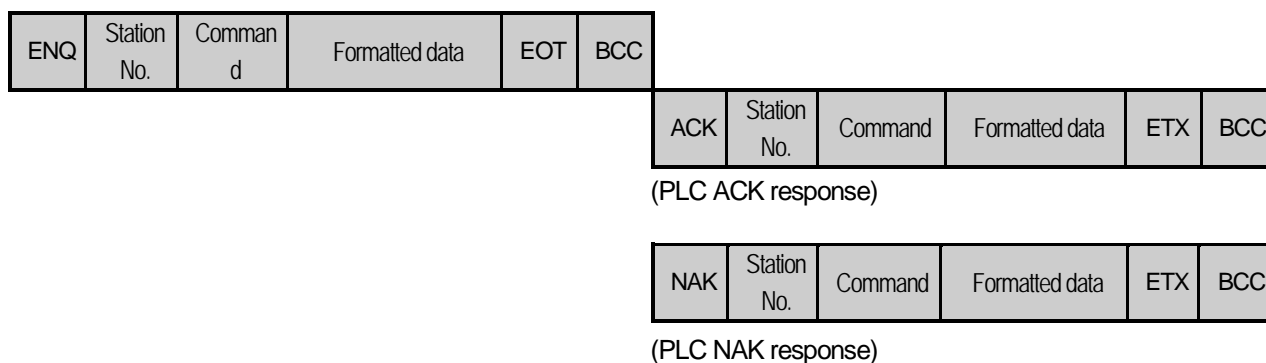 ENQ Station No. Comman d Formatted data EOT BCC
ACK Station No. Command Formatted data ETX BCC
(PLC ACK response)
NAK Station No. Command Formatted data ETX BCC
(PLC NAK response)